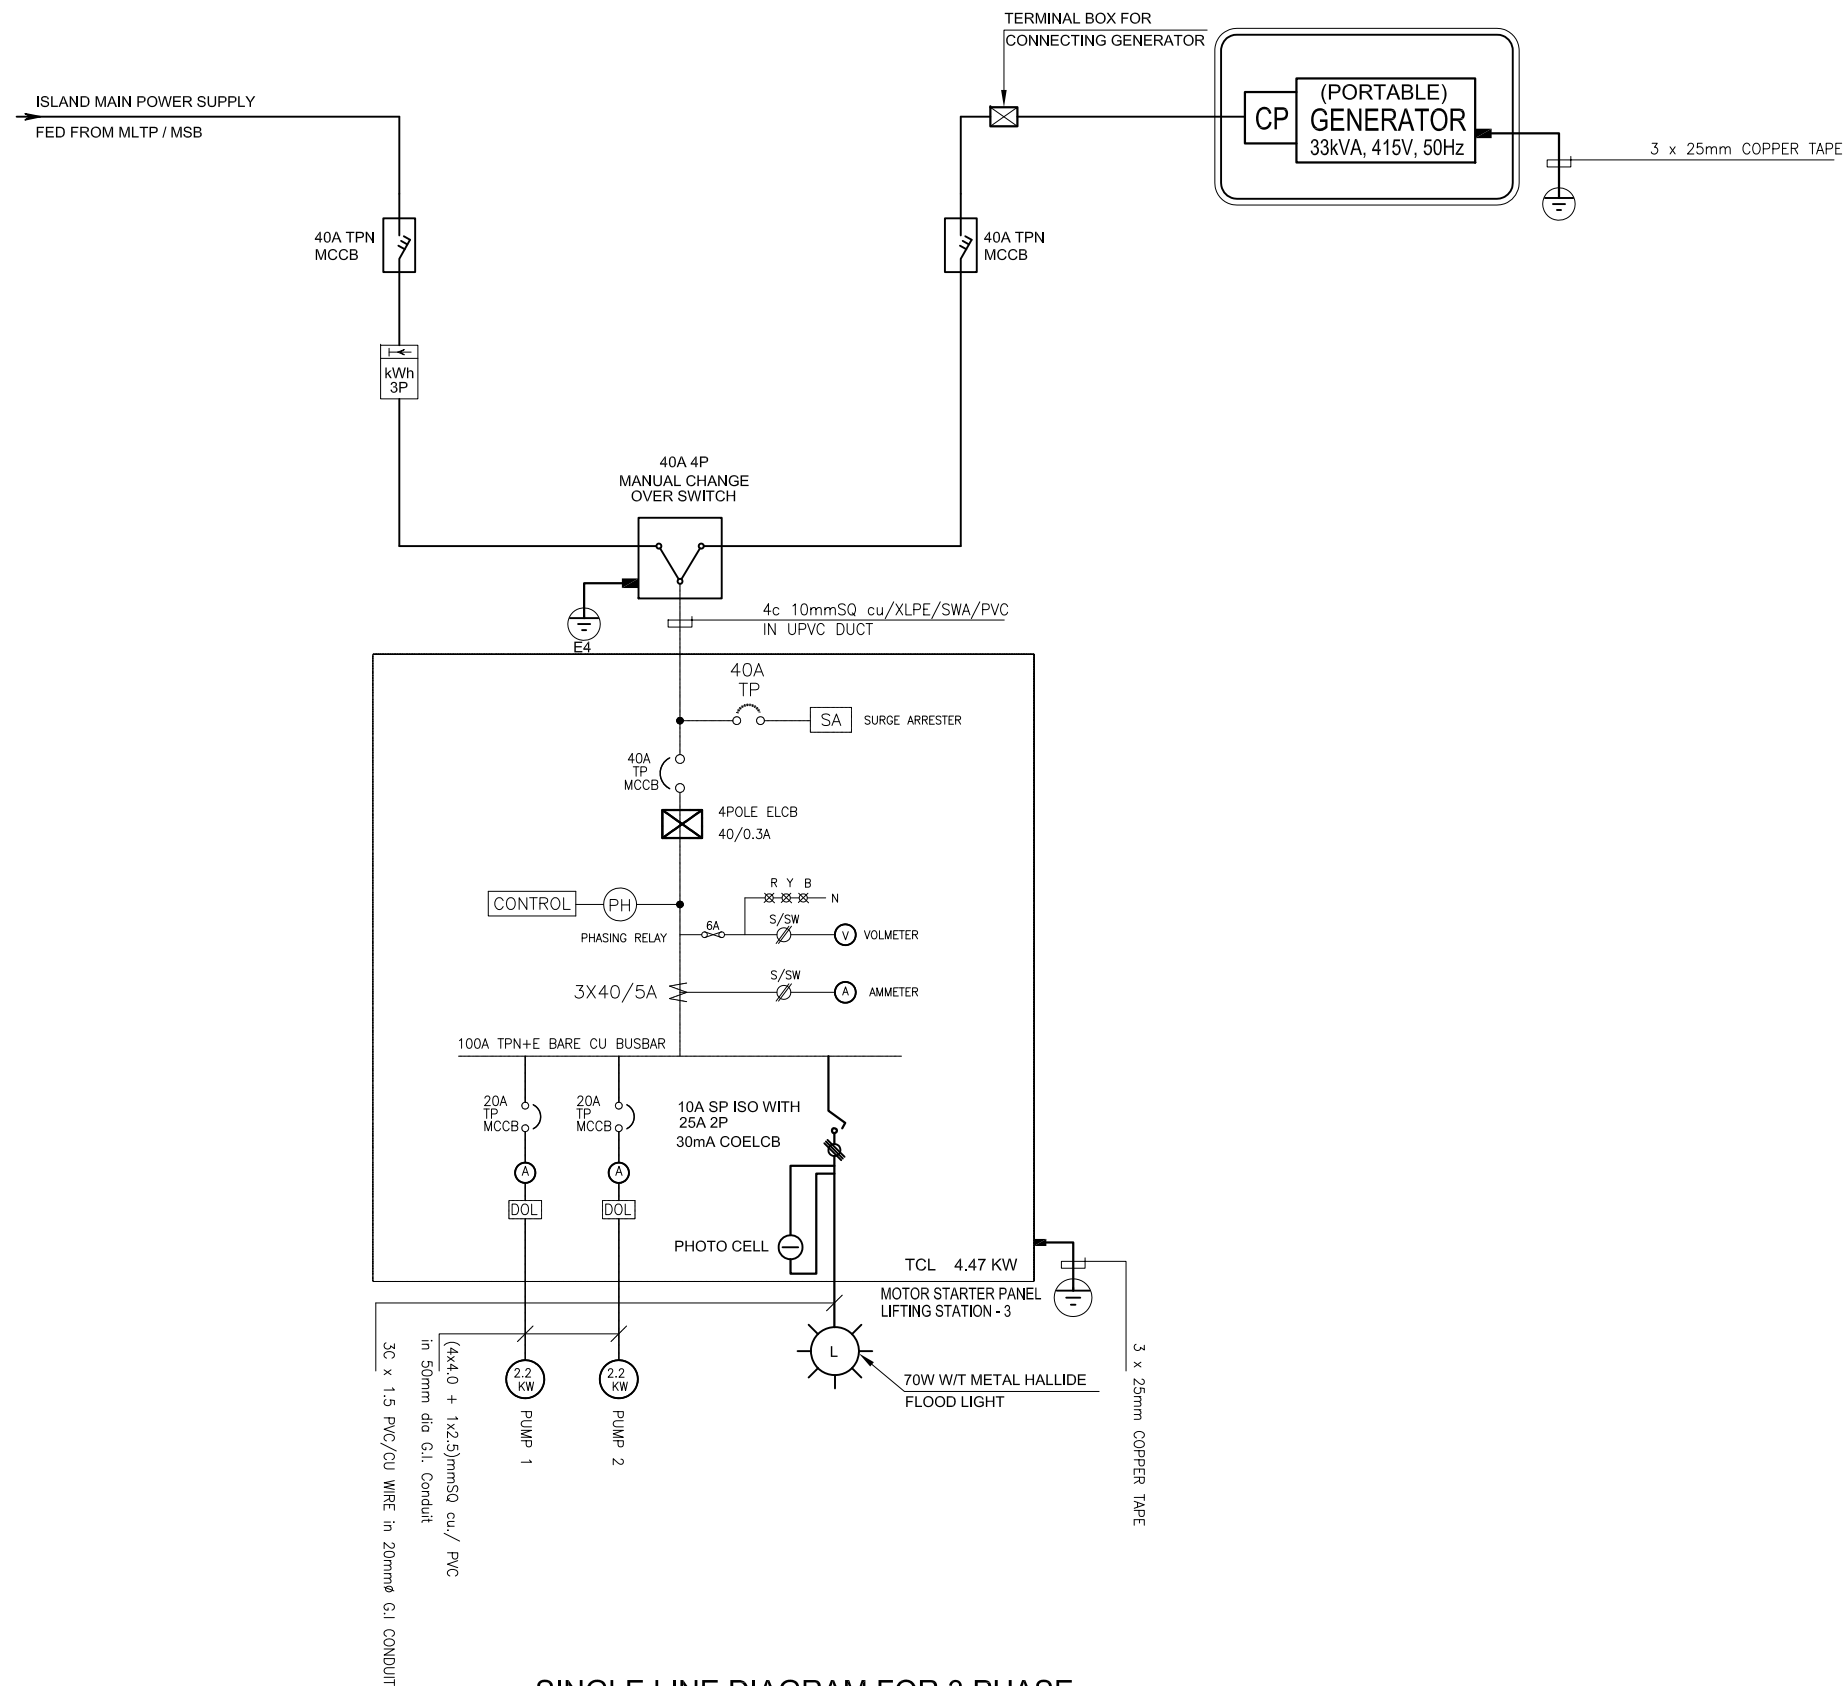 TERMINAL BOX FOR
CONNECTING GENERATOR
ISLAND MAIN POWER SUPPLY
FED FROM MLTP / MSB
CP
(PORTABLE)
GENERATOR
33kVA, 415V, 50Hz
3 x 25mm COPPER TAPE
40A TPN
MCCB
40A TPN
MCCB
kWh
3P
40A 4P
MANUAL CHANGE
OVER SWITCH
E4
4c 10mmSQ cu/XLPE/SWA/PVC
IN UPVC DUCT
40A
TP
SA
SURGE ARRESTER
40A
TP
MCCB
4POLE ELCB
40/0.3A
CONTROL
PH
PHASING RELAY
R Y B
N
6A
S/SW
V
VOLMETER
3X40/5A
S/SW
A
AMMETER
100A TPN+E BARE CU BUSBAR
20A
TP
MCCB
20A
TP
MCCB
10A SP ISO WITH
25A 2P
30mA COELCB
A
A
DOL
DOL
PHOTO CELL
TCL 4.47 KW
MOTOR STARTER PANEL
LIFTING STATION - 3
L
70W W/T METAL HALLIDE
FLOOD LIGHT
2.2
KW
2.2
KW
PUMP 1
PUMP 2
(4x4.0 + 1x2.5)mmSQ cu./ PVC
in 50mm dia G.I. Conduit
3C x 1.5 PVC/CU WIRE in 20mmø G.I CONDUIT
3 x 25mm COPPER TAPE
SINGLE LINE DIAGRAM FOR 3 PHASE